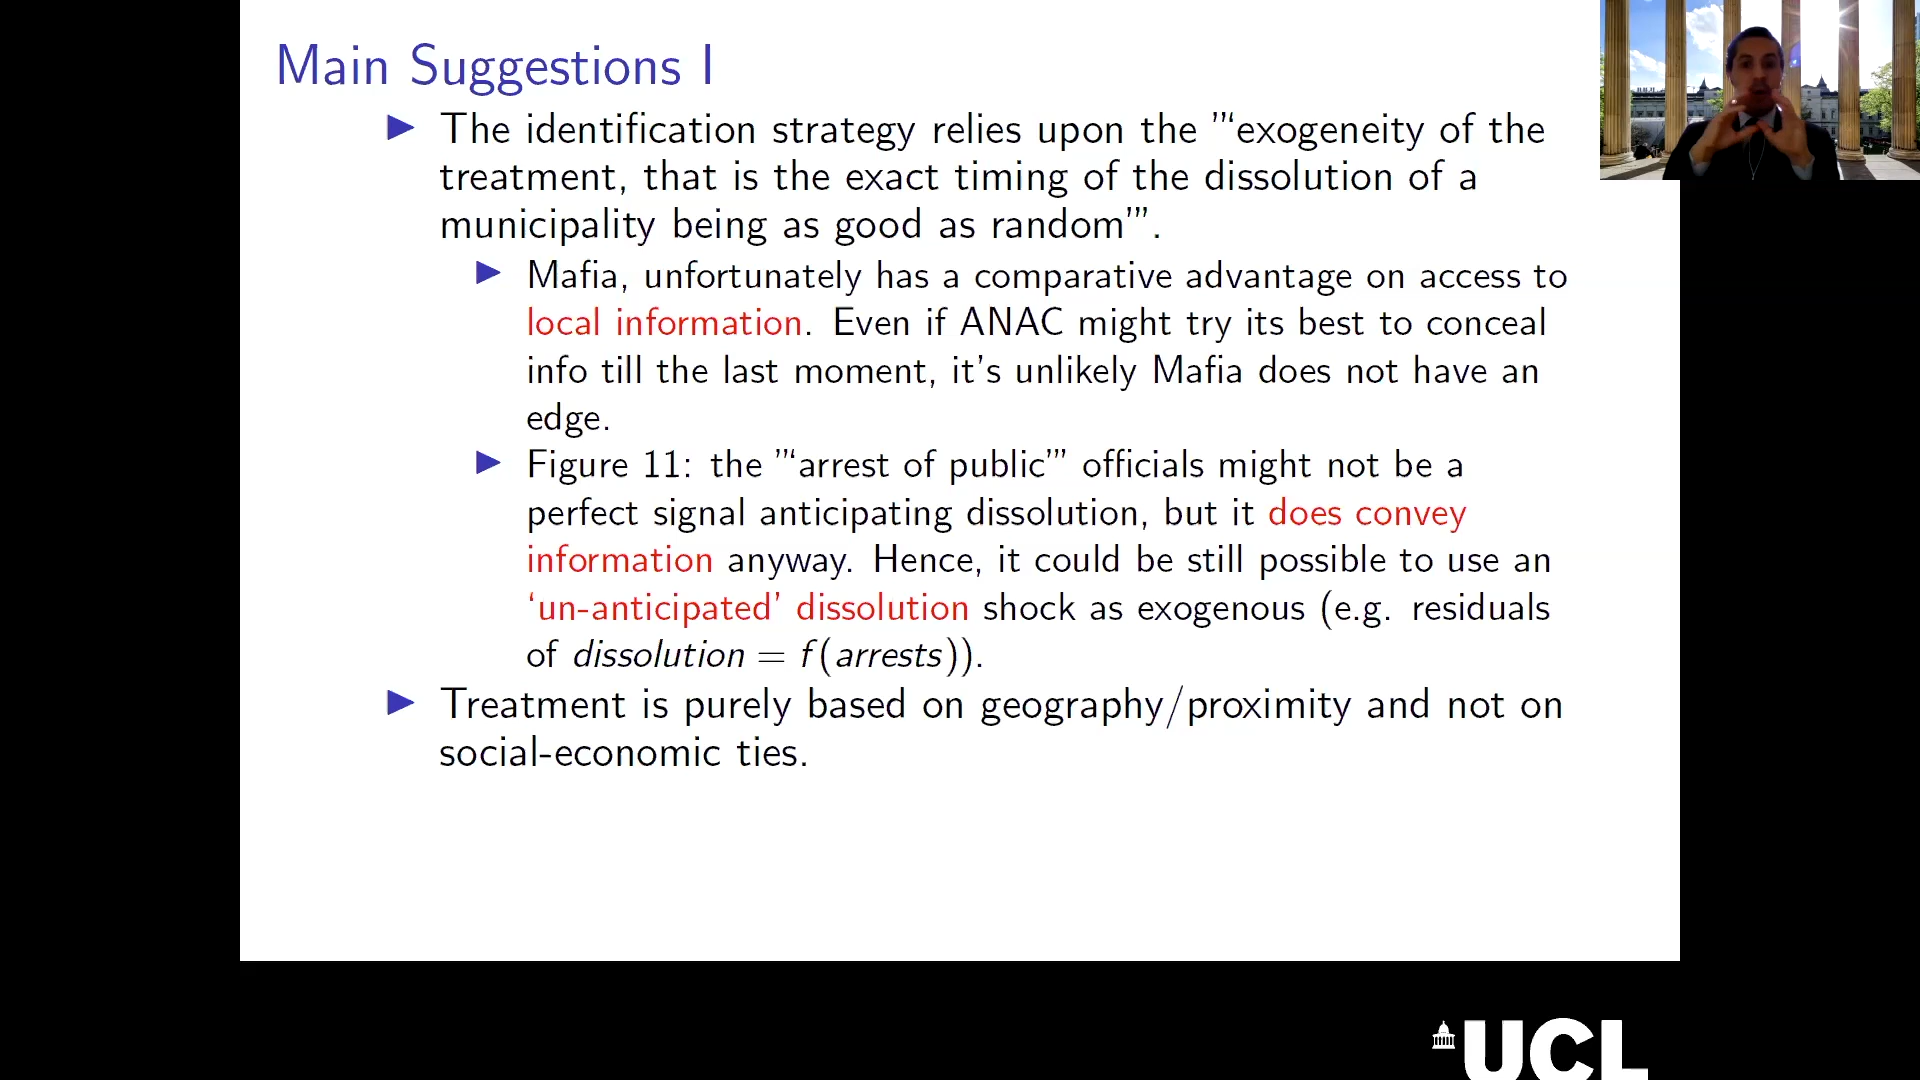 Main Suggestions I
The identification strategy relies upon the ”‘exogeneity of the
treatment, that is the exact timing of the dissolution of a
municipality being as good as random”’.
Mafia, unfortunately has a comparative advantage on access to
local information. Even if ANAC might try its best to conceal
info till the last moment, it’s unlikely Mafia does not have an
edge.
Figure 11: the ”‘arrest of public”’ officials might not be a
perfect signal anticipating dissolution, but it does convey
information anyway. Hence, it could be still possible to use an
‘un-anticipated’ dissolution shock as exogenous (e.g. residuals
of dissolution = f(arrests)).
Treatment is purely based on geography/proximity and not on
social-economic ties.
UCL